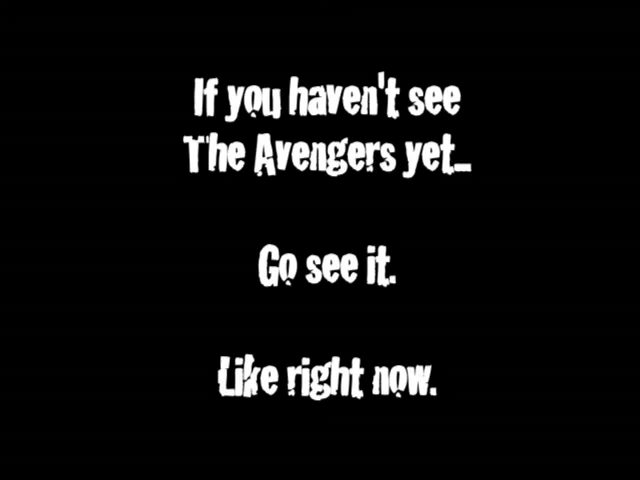 If you haven't see
The Avengers yet...
Go see it.
Like right now.